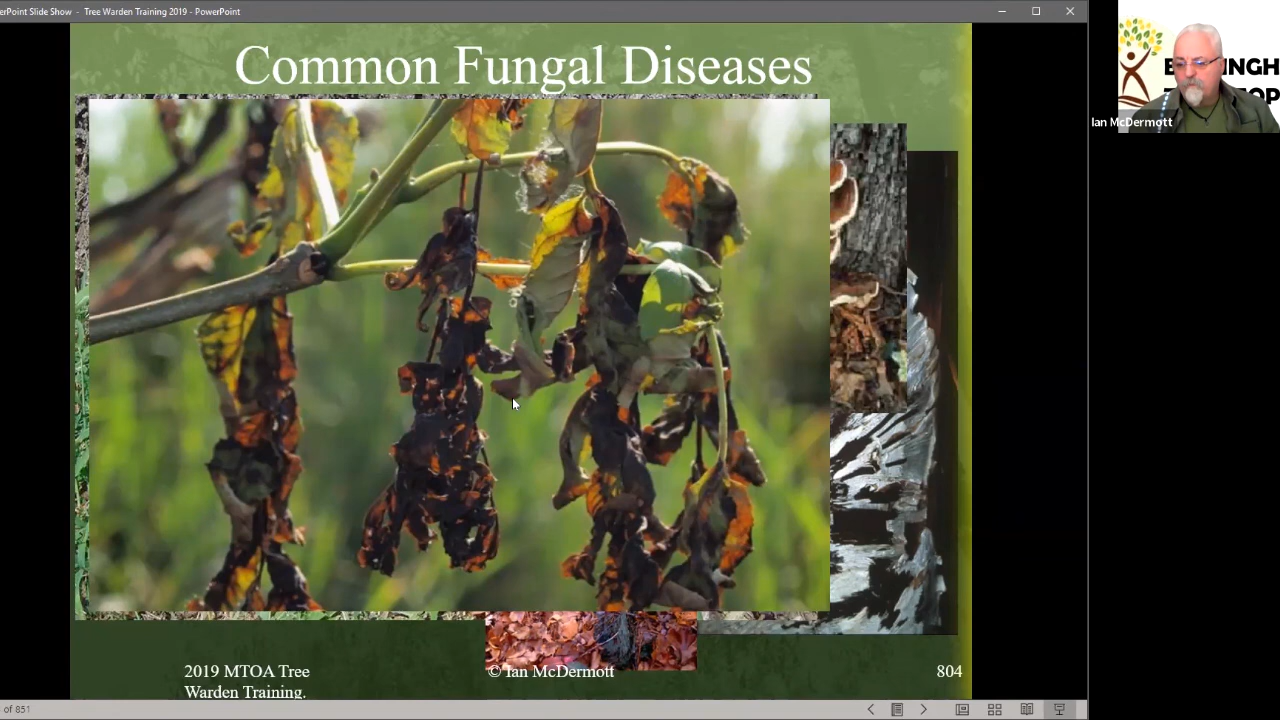 erPoint Slide Show - Tree Warden Training 2019 - PowerPoint
Common Fungal Diseases
Ian McDermott
2019 MTOA Tree
Warden Training.
© Ian McDermott
804
of 851